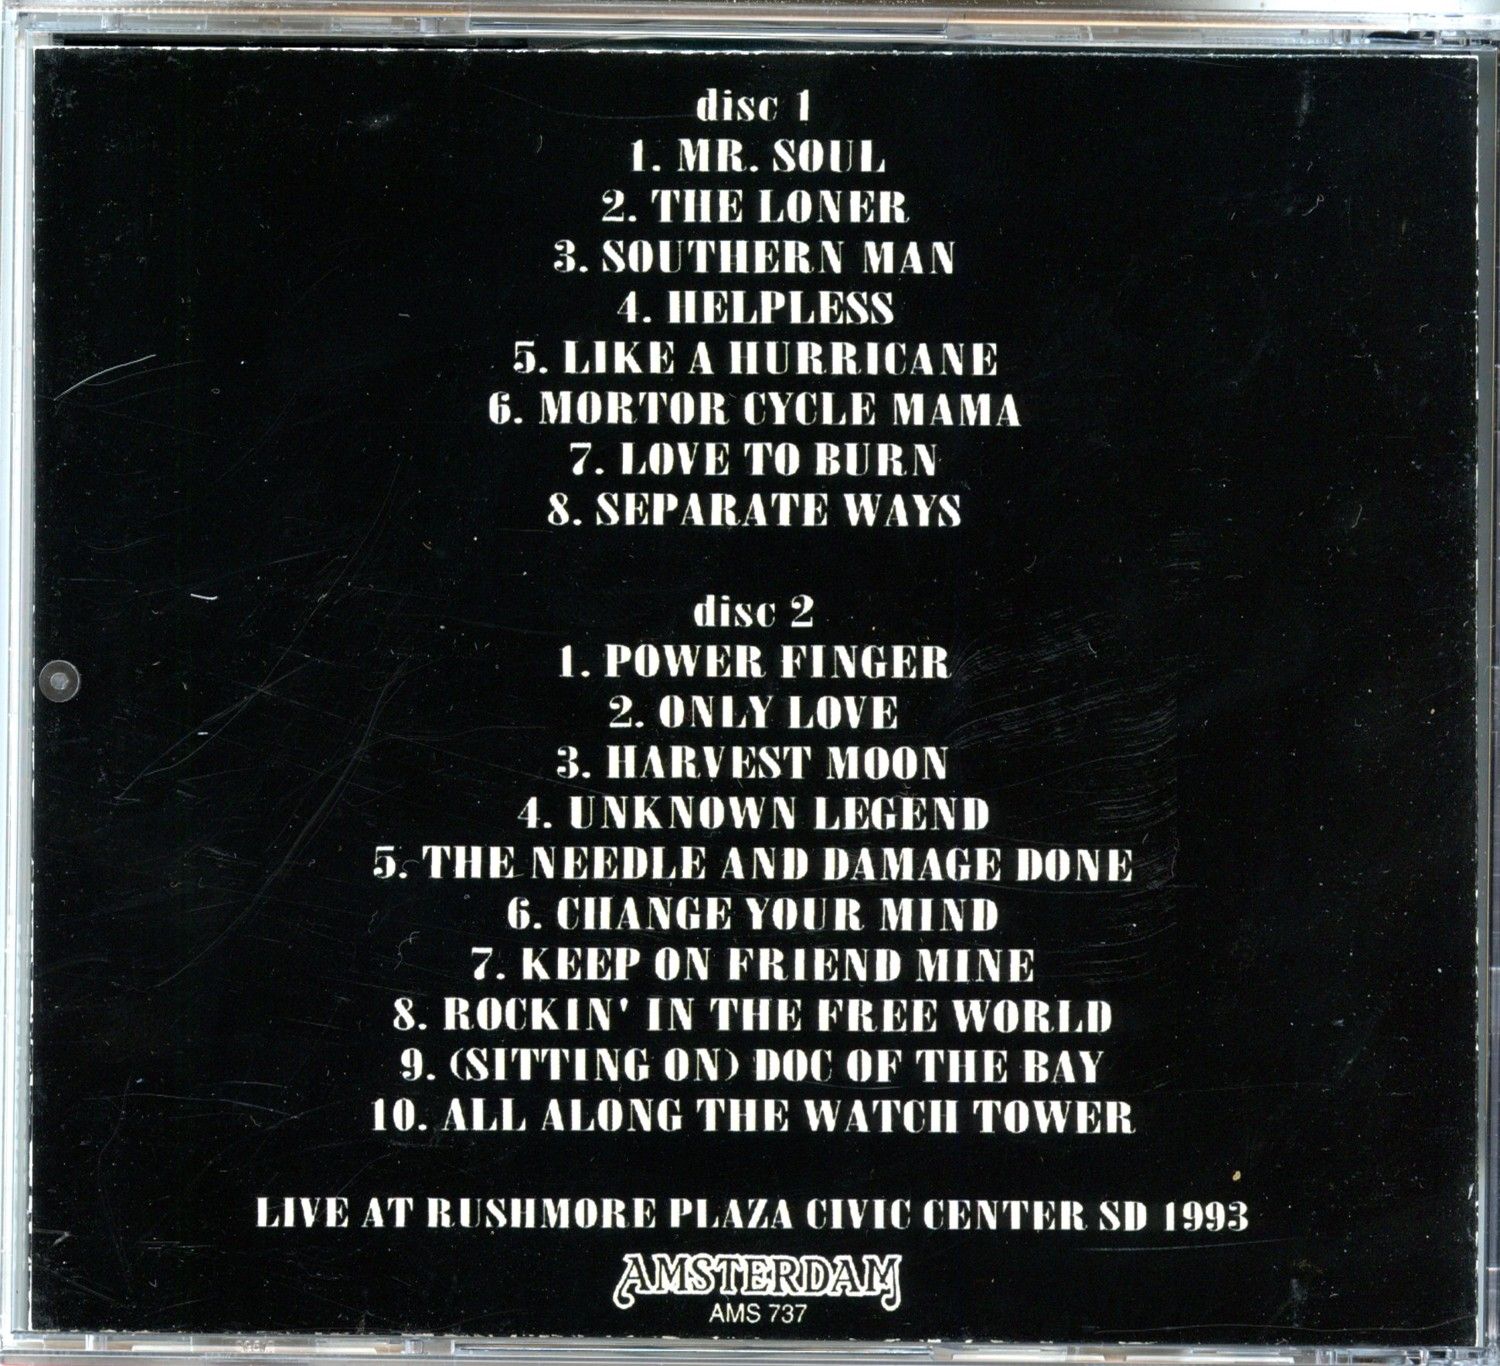 disc 1
1. MR. SOUL
2. THE LONER
3. SOUTHERN MAN
4. HELPLESS
5. LIKE A HURRICANE
6. MORTOR CYCLE MAMA
7. LOVE TO BURN
8. SEPARATE WAYS
disc 2
1. POWER FINGER
2. ONLY LOVE
3. HARVEST MOON
4. UNKNOWN LEGEND
5. THE NEEDLE AND DAMAGE DONE
6. CHANGE YOUR MIND
7. KEEP ON FRIEND MINE
8. ROCKIN' IN THE FREE WORLD
9. (SITTING ON) DOC OF THE BAY
10. ALL ALONG THE WATCH TOWER
LIVE AT RUSHMORE PLAZA CIVIC CENTER SD 1993
AMSTERDAM
AMS 737